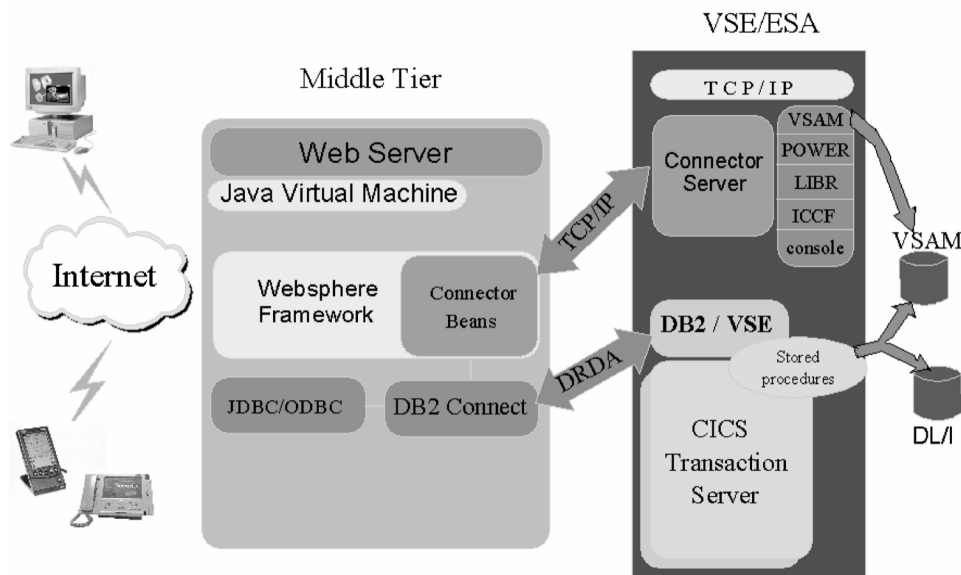 VSE/ESA
Middle Tier
TCP/IP
Web Server
Java Virtual Machine
Connector
Server
VSAM
POWER
LIBR
ICCF
console
TCP/IP
VSAM
Internet
Websphere
Framework
Connector
Beans
DB2 / VSE
DRDA
Stored
procedures
JDBC/ODBC
DB2 Connect
CICS
Transaction
Server
DL/I